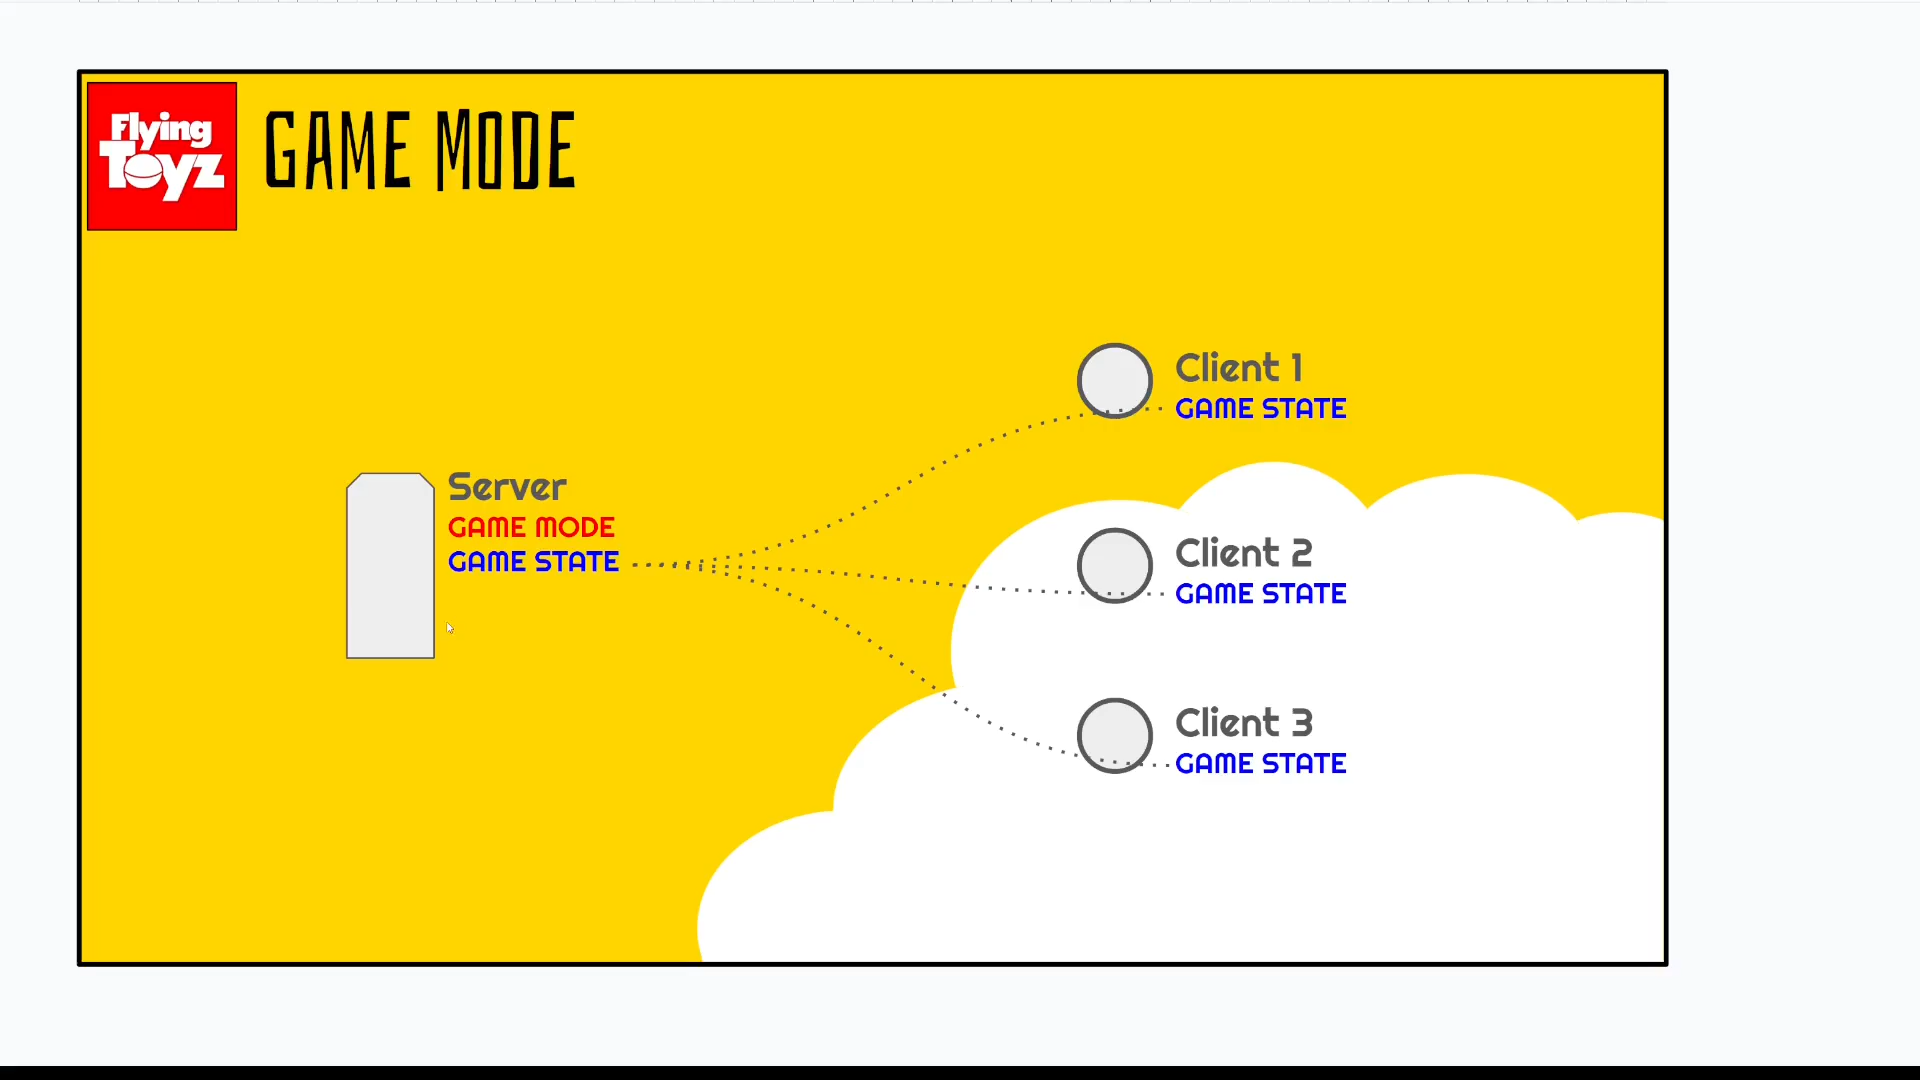 Flying
Toyz
GAME MODE
Server
GAME MODE
GAME STATE
Client 1
GAME STATE
Client 2
GAME STATE
Client 3
GAME STATE